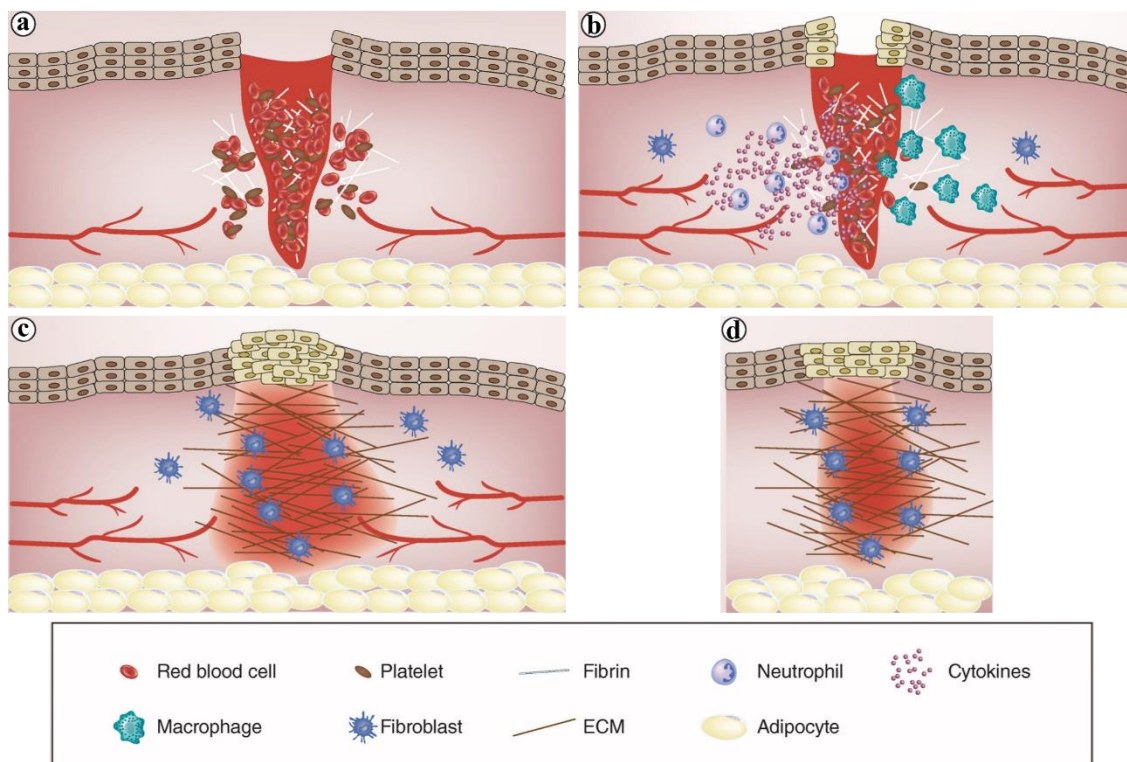 a
b
c
d
Red blood cell
Platelet
Fibrin
Neutrophil
Cytokines
Macrophage
Fibroblast
ECM
Adipocyte